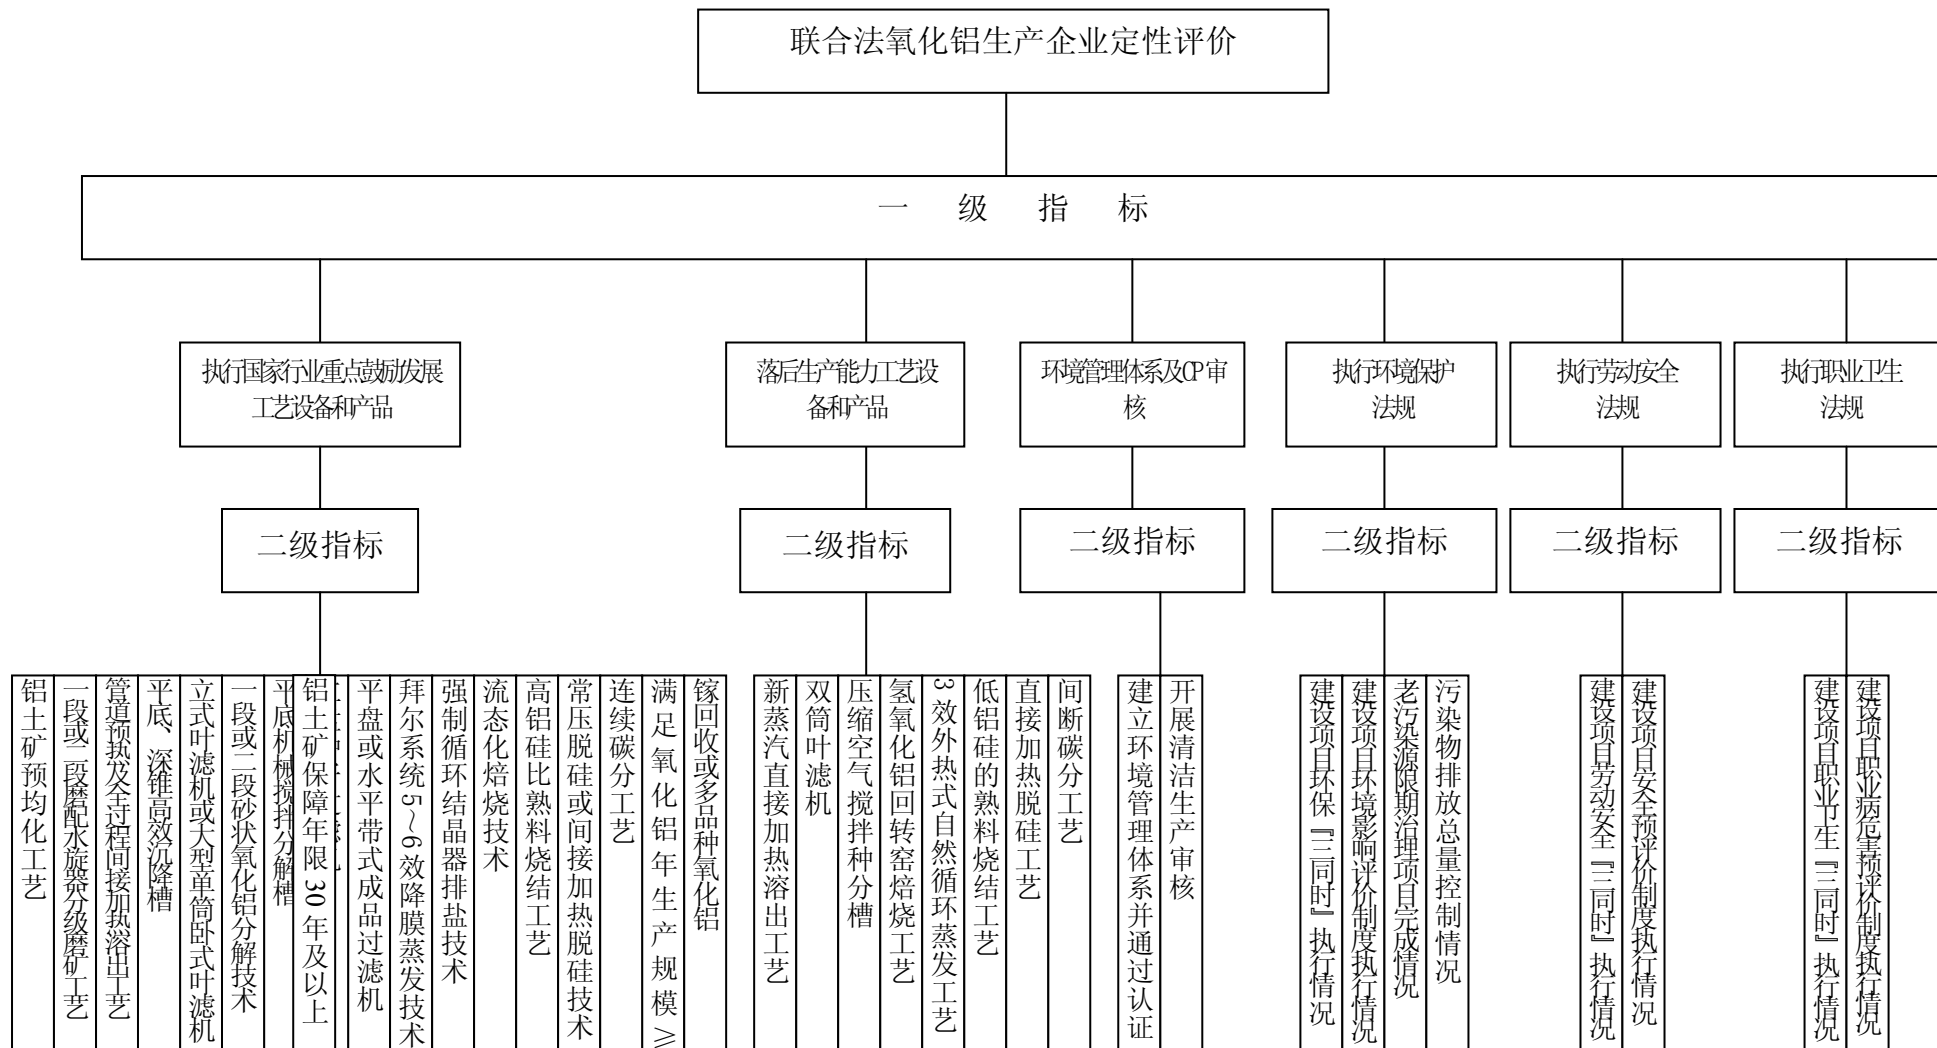 联合法氧化铝生产企业定性评价
一级指标
执行国家行业重点鼓励发展
工艺设备和产品
落后生产能力工艺设
备和产品
环境管理体系及CP审
核
执行环境保护
法规
执行劳动安全
法规
执行职业卫生
法规
二级指标
二级指标
二级指标
二级指标
二级指标
二级指标
铝土矿预均化工艺
一段或二段磨配水旋器分级磨矿工艺
管道预热及全过程间接加热溶出工艺
平底、深锥高效沉降槽
立式叶滤机或大型单筒卧式叶滤机
一段或二段砂状氧化铝分解技术
平底机械搅拌分解槽
铝土矿保障年限30年及以上
平盘或水平带式成品过滤机
拜尔系统5~6效降膜蒸发技术
强制循环结晶器排盐技术
流态化焙烧技术
高铝硅比熟料烧结工艺
常压脱硅或间接加热脱硅技术
连续碳分工艺
满足氧化铝年生产规模≥
镓回收或多品种氧化铝
新蒸汽直接加热溶出工艺
双筒叶滤机
压缩空气搅拌种分槽
氢氧化铝回转窑焙烧工艺
3效外热式自然循环蒸发工艺
低铝硅的熟料烧结工艺
直接加热脱硅工艺
间断碳分工艺
建立环境管理体系并通过认证
开展清洁生产审核
建设项目环保『三同时』执行情况
建设项目环境影响评价制度执行情况
老污染源限期治理项目完成情况
污染物排放总量控制情况
建设项目劳动安全『三同时』执行情况
建设项目安全预评价制度执行情况
建设项目职业卫生『三同时』执行情况
建设项目职业病危害预评价制度执行情况